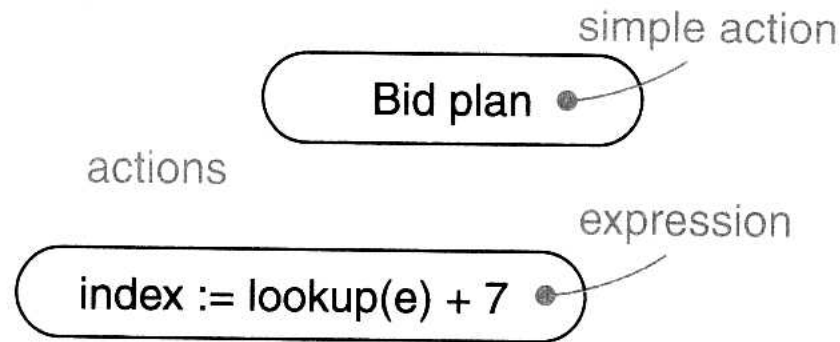 simple action
Bid plan
actions
expression
index := lookup(e) + 7